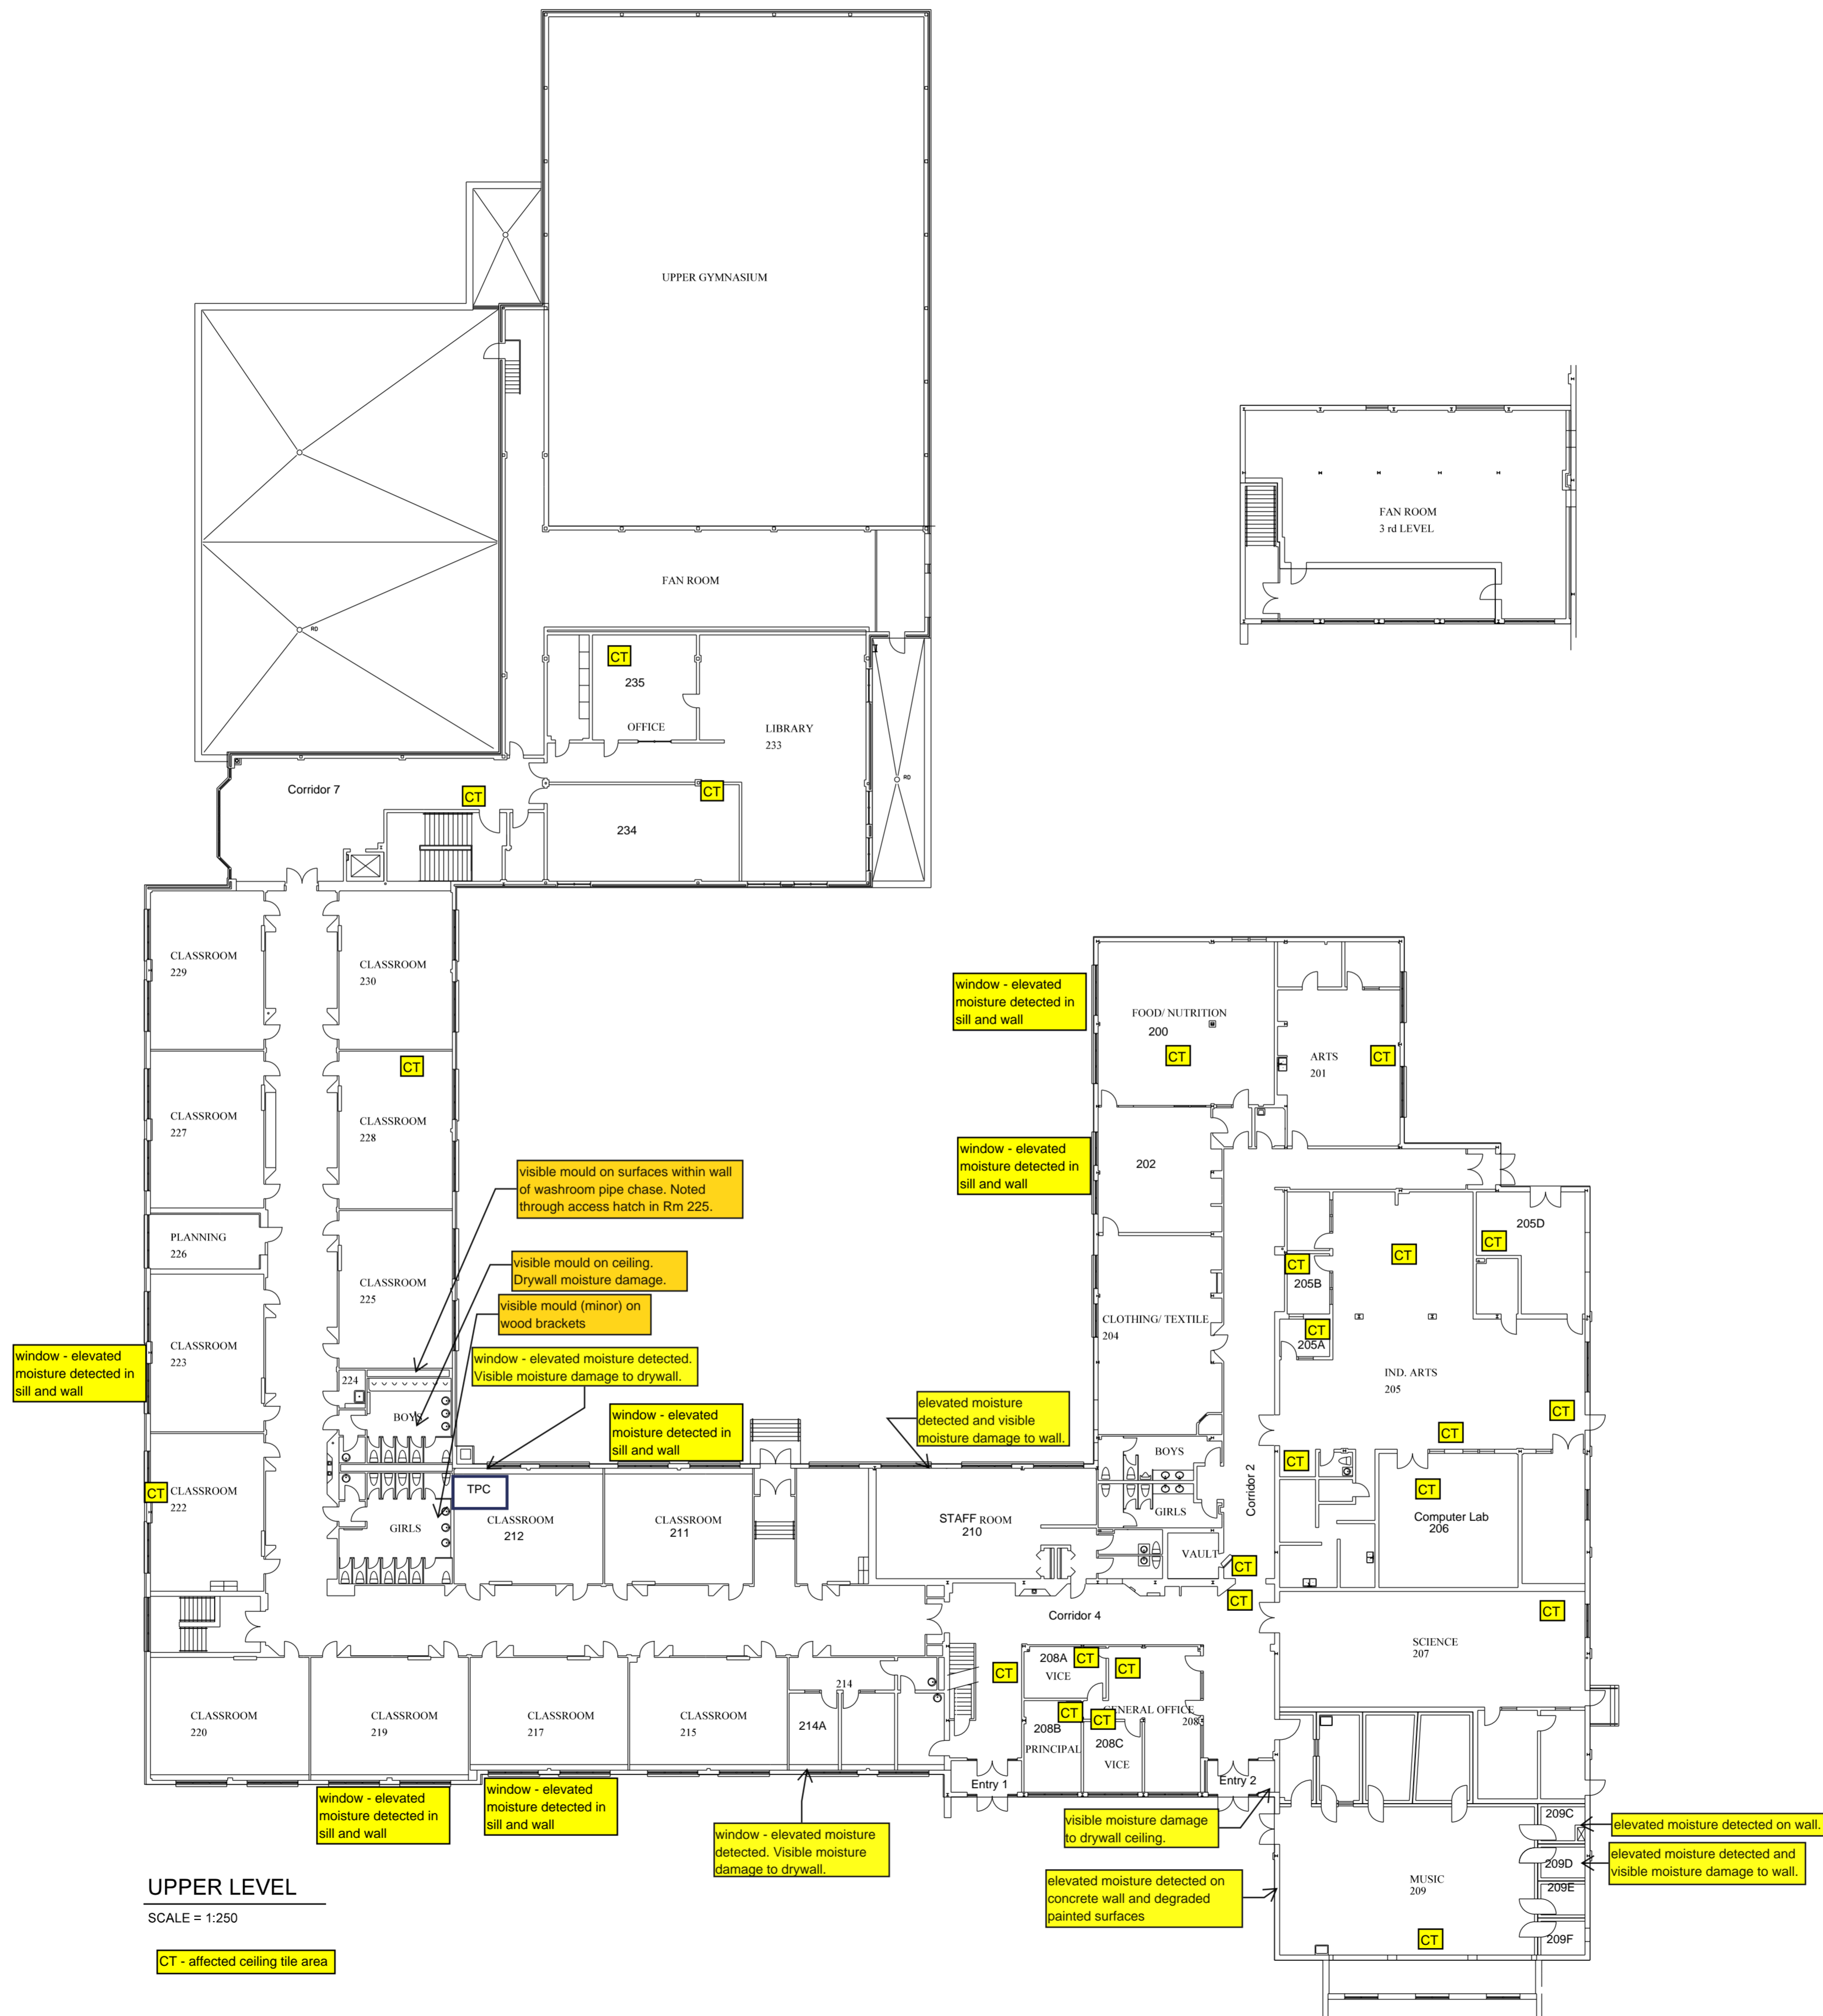 UPPER GYMNASIUM
FAN ROOM
3 rd LEVEL
FAN ROOM
RD
CT
235
OFFICE
LIBRARY
233
RD
Corridor 7
CT
CT
234
CLASSROOM
229
CLASSROOM
230
window - elevated
moisture detected in
sill and wall
FOOD/ NUTRITION
200
CT
ARTS
201
CT
CT
CLASSROOM
227
CLASSROOM
228
window - elevated
moisture detected in
sill and wall
202
visible mould on surfaces within wall
of washroom pipe chase. Noted
through access hatch in Rm 225.
PLANNING
226
205D
CT
CT
CT
205B
visible mould on ceiling.
Drywall moisture damage.
CLASSROOM
225
visible mould (minor) on
wood brackets
CLOTHING/ TEXTILE
204
CT
205A
window - elevated
moisture detected in
sill and wall
CLASSROOM
223
window - elevated moisture detected.
Visible moisture damage to drywall.
IND. ARTS
205
224
BOYS
window - elevated
moisture detected in
sill and wall
elevated moisture
detected and visible
moisture damage to wall.
CT
CT
CT
BOYS
CT
CLASSROOM
222
TPC
CT
GIRLS
CLASSROOM
212
CLASSROOM
211
STAFF ROOM
210
GIRLS
Corridor 2
Computer Lab
206
VAULT
CT
CT
Corridor 4
CT
SCIENCE
207
CT
208A
VICE
CT
CT
214
CLASSROOM
220
CLASSROOM
219
CLASSROOM
217
CLASSROOM
215
214A
CT
CT
GENERAL OFFICE
208
208B
PRINCIPAL
208C
VICE
Entry 1
Entry 2
window - elevated
moisture detected in
sill and wall
window - elevated
moisture detected in
sill and wall
window - elevated moisture
detected. Visible moisture
damage to drywall.
visible moisture damage
to drywall ceiling.
209C
elevated moisture detected on wall.
209D
elevated moisture detected and
visible moisture damage to wall.
elevated moisture detected on
concrete wall and degraded
painted surfaces
MUSIC
209
209E
CT
209F
UPPER LEVEL
SCALE = 1:250
CT - affected ceiling tile area